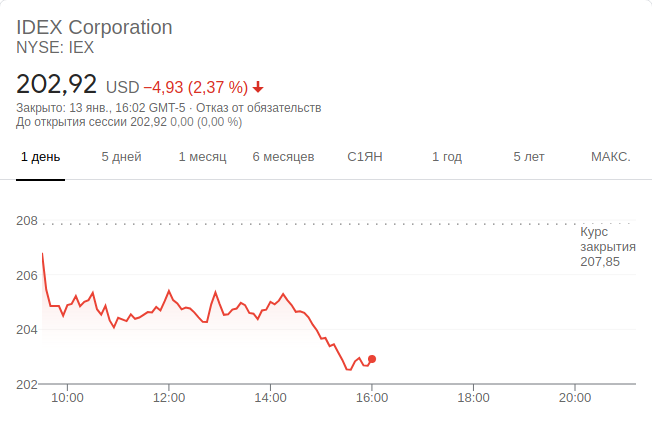 IDEX Corporation
NYSE: IEX
202,92 USD −4,93 (2,37 %)
Закрыто: 13 янв., 16:02 GMT-5 · Отказ от обязательств
До открытия сессии 202,92 0,00 (0,00 %)
1 день 5 дней 1 месяц 6 месяцев С1ЯН 1 год 5 лет МАКС.
208
Курс
закрытия
207,85
206
204
202
10:00 12:00 14:00 16:00 18:00 20:00